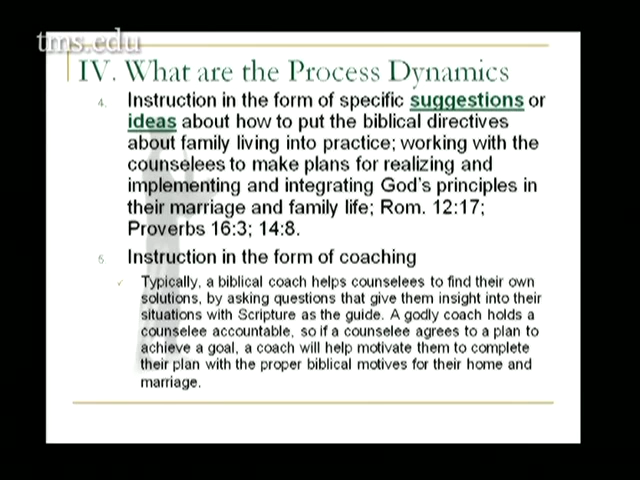 tms.edu
IV. What are the Process Dynamics
4. Instruction in the form of specific suggestions or
ideas about how to put the biblical directives
about family living into practice; working with the
counselees to make plans for realizing and
implementing and integrating God's principles in
their marriage and family life; Rom. 12:17;
Proverbs 16:3; 14:8.
5. Instruction in the form of coaching
✓ Typically, a biblical coach helps counselees to find their own
solutions, by asking questions that give them insight into their
situations with Scripture as the guide. A godly coach holds a
counselee accountable, so if a counselee agrees to a plan to
achieve a goal, a coach will help motivate them to complete
their plan with the proper biblical motives for their home and
marriage.